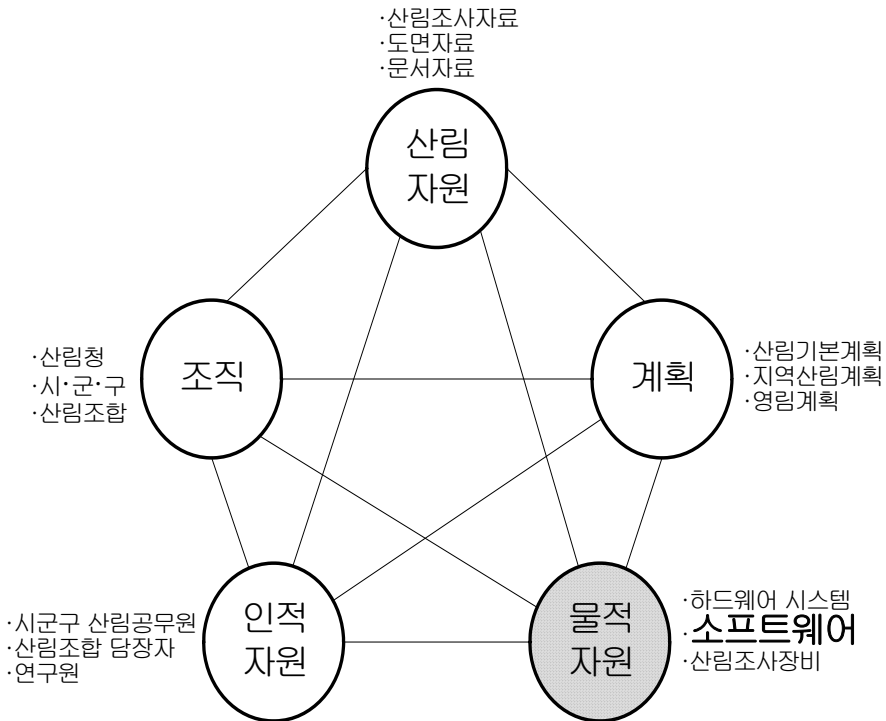 ·산림조사자료
·도면자료
·문서자료
산림
자원
·산림청
·시·군·구
·산림조합
조직
계획
·산림기본계획
·지역산림계획
·영림계획
·시군구 산림공무원
·산림조합 담장자
·연구원
인적
자원
물적
자원
·하드웨어 시스템
·소프트웨어
·산림조사장비